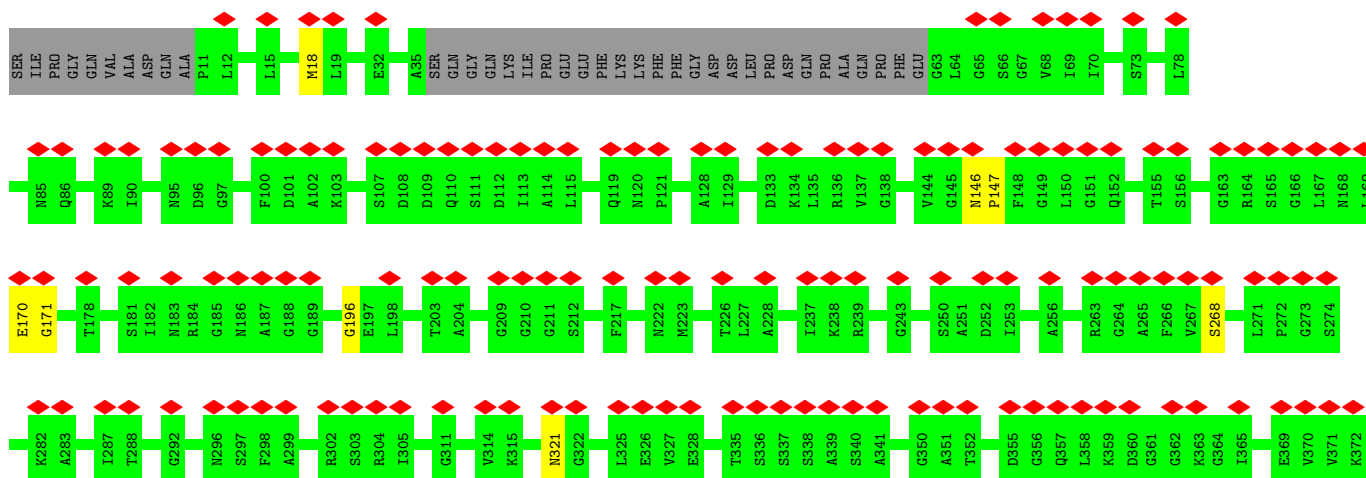 SER ILE PRO GLY GLN VAL ALA ASP GLN ALA P11 L12 L15 M18 L19 E32 A35 SER GLN GLY GLN LYS ILE PRO GLU GLU PHE LYS LYS PHE PHE GLY ASP ASP LEU PRO ASP GLN PRO ALA GLN PRO PHE GLU G63 L64 G65 S66 G67 V68 I69 I70 S73 L78
N85 Q86 K89 I90 N95 D96 G97 F100 D101 A102 K103 S107 D108 D109 Q110 S111 D112 I113 A114 L115 Q119 N120 P121 A128 I129 D133 K134 L135 R136 V137 G138 V144 G145 N146 P147 F148 G149 L150 G151 Q152 T155 S156 G163 R164 S165 G166 L167 N168 L169
E170 G171 T178 S181 I182 N183 R184 G185 N186 A187 G188 G189 G196 E197 L198 T203 A204 G209 G210 G211 S212 F217 N222 M223 T226 L227 A228 I237 K238 R239 G243 S250 A251 D252 I253 A256 R263 G264 A265 F266 V267 S268 L271 P272 G273 S274
K282 A283 I287 T288 G292 N296 S297 F298 A299 R302 S303 R304 I305 G311 V314 K315 N321 G322 L325 E326 V327 E328 T335 S336 S337 S338 A339 S340 A341 G350 A351 T352 D355 G356 Q357 L358 K359 D360 G361 G362 K363 G364 I365 E369 V370 V371 K372